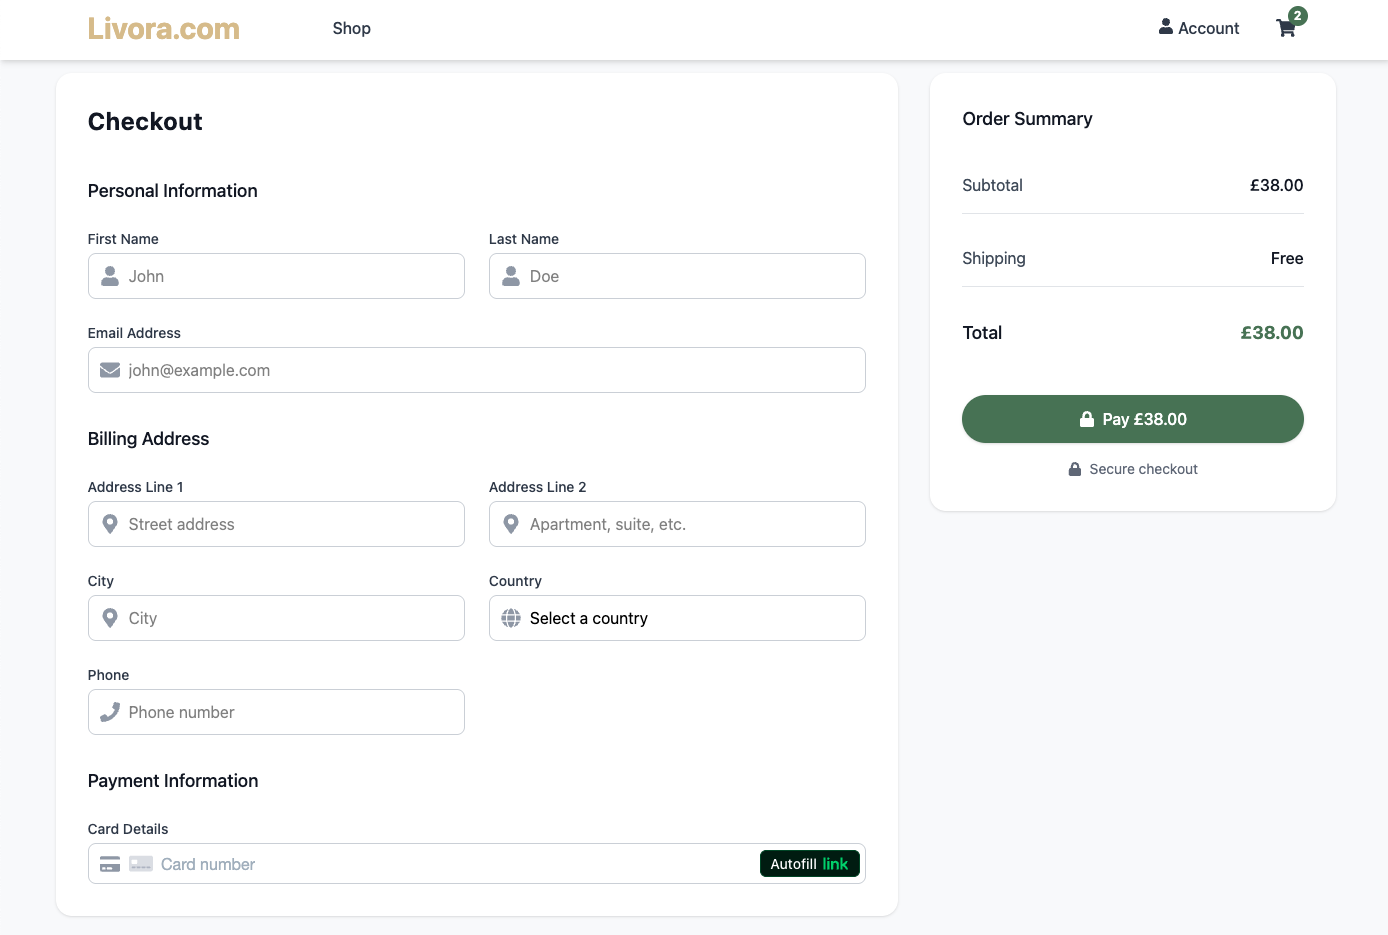 Livora.com
Shop
Account
2
Checkout
Personal Information
First Name
Last Name
John
Doe
Email Address
john@example.com
Billing Address
Address Line 1
Address Line 2
Street address
Apartment, suite, etc.
City
Country
City
Select a country
Phone
Phone number
Payment Information
Card Details
Card number
Autofill link
Order Summary
Subtotal £38.00
Shipping Free
Total £38.00
Pay £38.00
Secure checkout